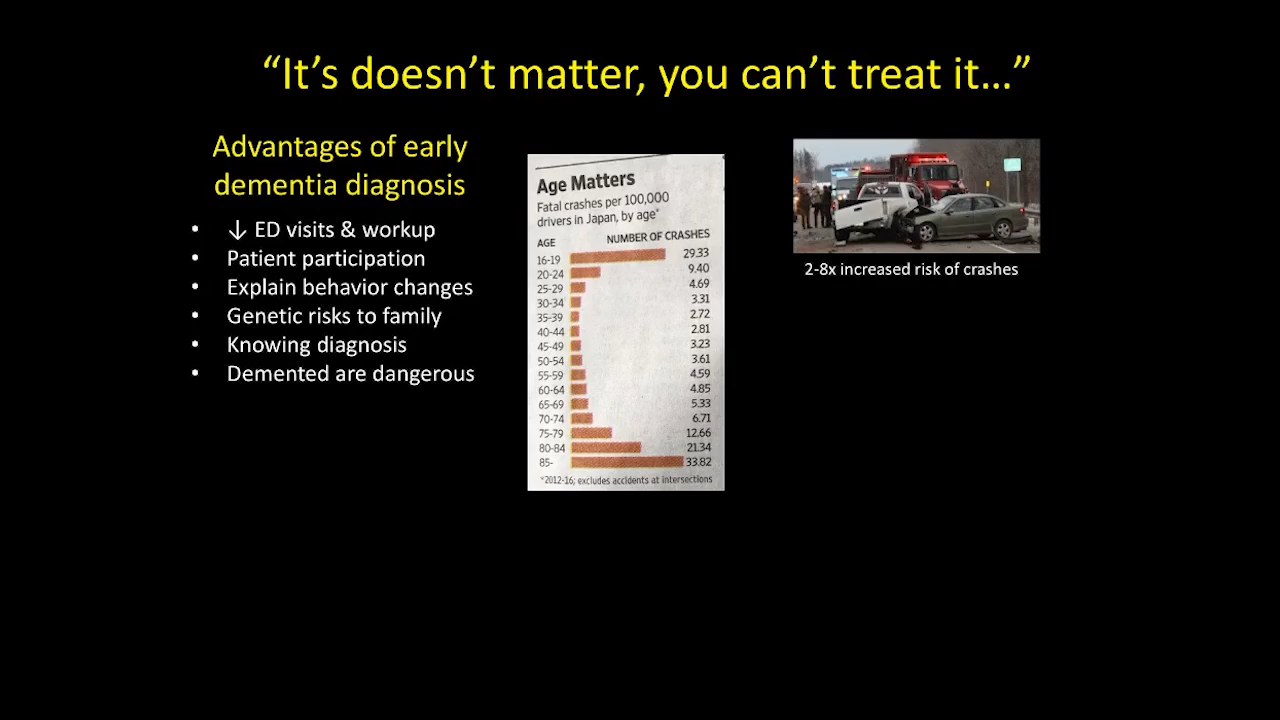 “It’s doesn’t matter, you can’t treat it…”
Advantages of early
dementia diagnosis
• ↓ ED visits & workup
• Patient participation
• Explain behavior changes
• Genetic risks to family
• Knowing diagnosis
• Demented are dangerous
Age Matters
Fatal crashes per 100,000
drivers in Japan, by age*
AGE NUMBER OF CRASHES
16-19 29.33
20-24 9.40
25-29 4.69
30-34 3.31
35-39 2.72
40-44 2.81
45-49 3.23
50-54 3.61
55-59 4.59
60-64 4.85
65-69 5.33
70-74 6.71
75-79 12.66
80-84 21.34
85- 33.82
*2012-16; excludes accidents at intersections
2-8x increased risk of crashes